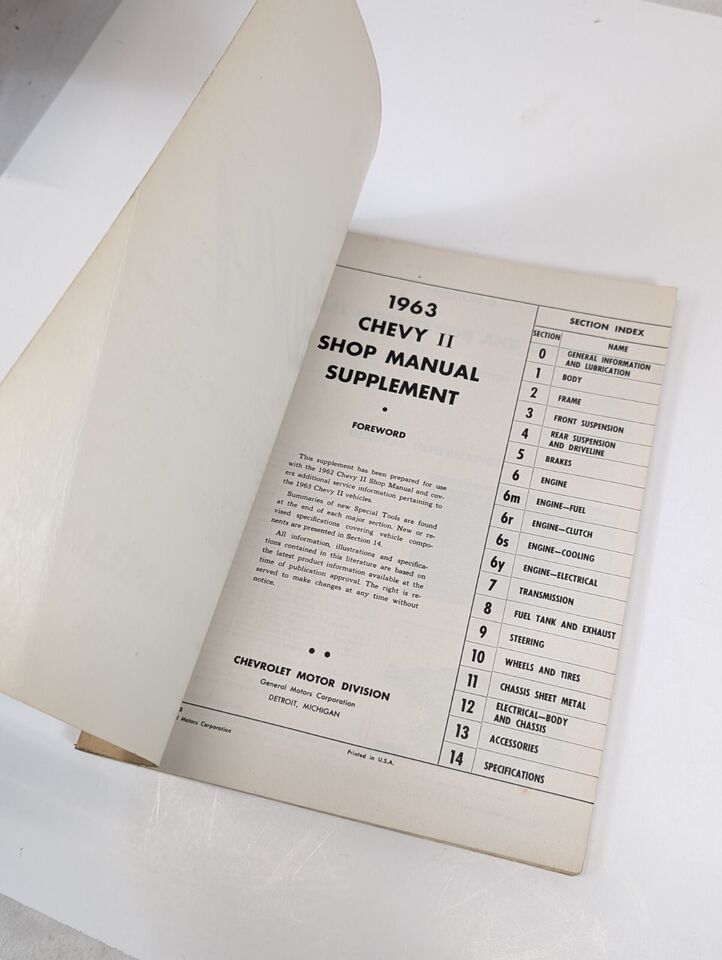 1963
CHEVY II
SHOP MANUAL
SUPPLEMENT
•
FOREWORD
This supplement has been prepared for use
with the 1962 Chevy II Shop Manual and cov-
ers additional service information pertaining to
the 1963 Chevy II vehicles.
Summaries of new Special Tools are found
at the end of each major section. New or re-
vised specifications covering vehicle compo-
nents are presented in Section 14.
All information, illustrations and specifica-
tions contained in this literature are based on
the latest product information available at the
time of publication approval. The right is re-
served to make changes at any time without
notice.
• •
CHEVROLET MOTOR DIVISION
General Motors Corporation
DETROIT, MICHIGAN
2
l Motors Corporation
Printed in U.S.A.
SECTION INDEX
SECTION NAME
0 GENERAL INFORMATION
AND LUBRICATION
1 BODY
2 FRAME
3 FRONT SUSPENSION
4 REAR SUSPENSION
AND DRIVELINE
5 BRAKES
6 ENGINE
6m ENGINE—FUEL
6r ENGINE—CLUTCH
6s ENGINE—COOLING
6y ENGINE—ELECTRICAL
7 TRANSMISSION
8 FUEL TANK AND EXHAUST
9 STEERING
10 WHEELS AND TIRES
11 CHASSIS SHEET METAL
12 ELECTRICAL—BODY
AND CHASSIS
13 ACCESSORIES
14 SPECIFICATIONS